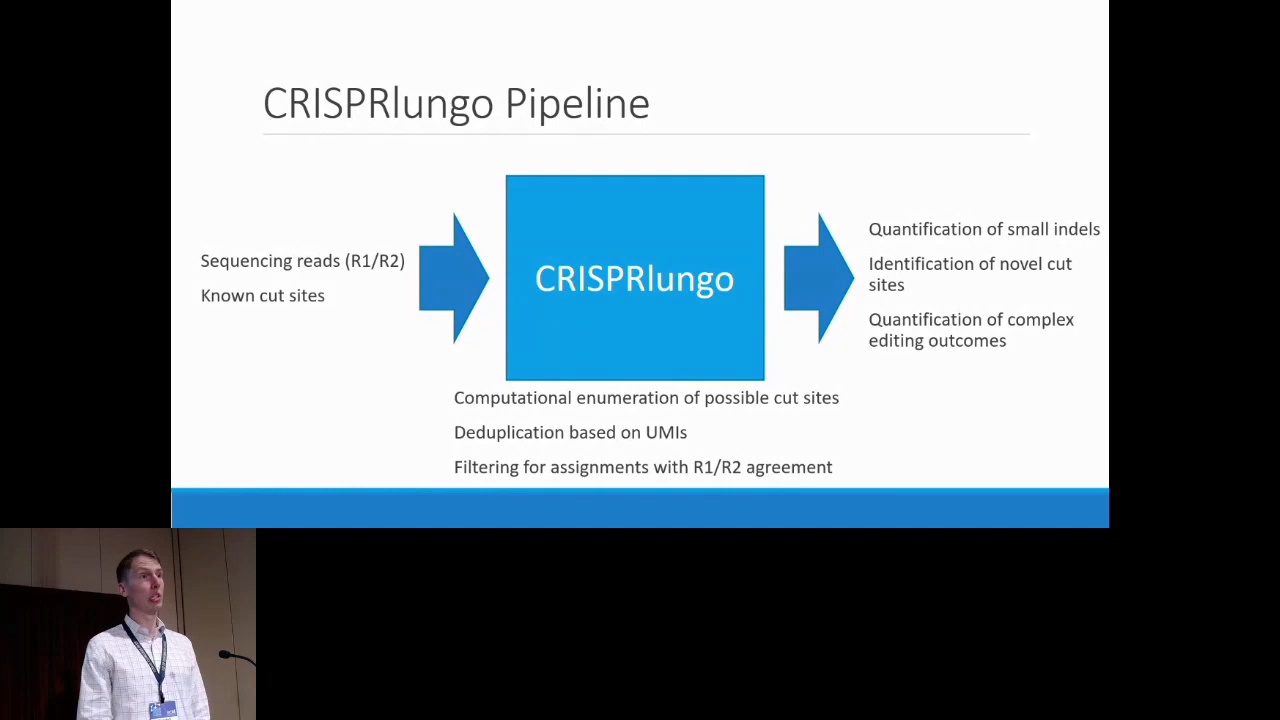 CRISPRlungo Pipeline
Sequencing reads (R1/R2)
Known cut sites
CRISPRlungo
Quantification of small indels
Identification of novel cut
sites
Quantification of complex
editing outcomes
Computational enumeration of possible cut sites
Deduplication based on UMIs
Filtering for assignments with R1/R2 agreement